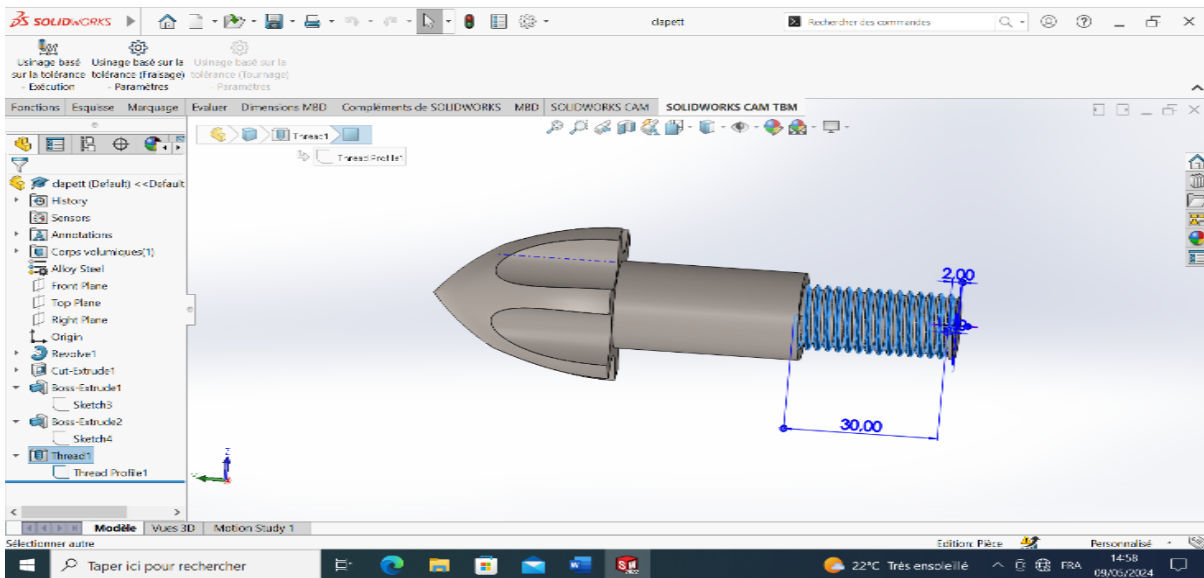 SOLIDWORKS
clapett
Rechercher des commandes
Usinage basé sur la tolérance - Exécution
Usinage basé sur la tolérance (Fraisage) - Paramètres
Usinage basé sur la tolérance (Tournage) - Paramètres
Fonctions Esquisse Marquage Evaluer Dimensions MBD Compléments de SOLIDWORKS MBD SOLIDWORKS CAM SOLIDWORKS CAM TBM
Thread1
Thread Profile1
clapett (Default) <<Default
History
Sensors
Annotations
Corps volumiques(1)
Alloy Steel
Front Plane
Top Plane
Right Plane
Origin
Revolve1
Cut-Extrude1
Boss-Extrude1
Sketch3
Boss-Extrude2
Sketch4
Thread1
Thread Profile1
2,00
30,00
Z
Modèle Vues 3D Motion Study 1
Sélectionner autre
Edition: Pièce
Personnalisé
Taper ici pour rechercher
22°C Très ensoleillé
FRA
14:58
09/05/2024